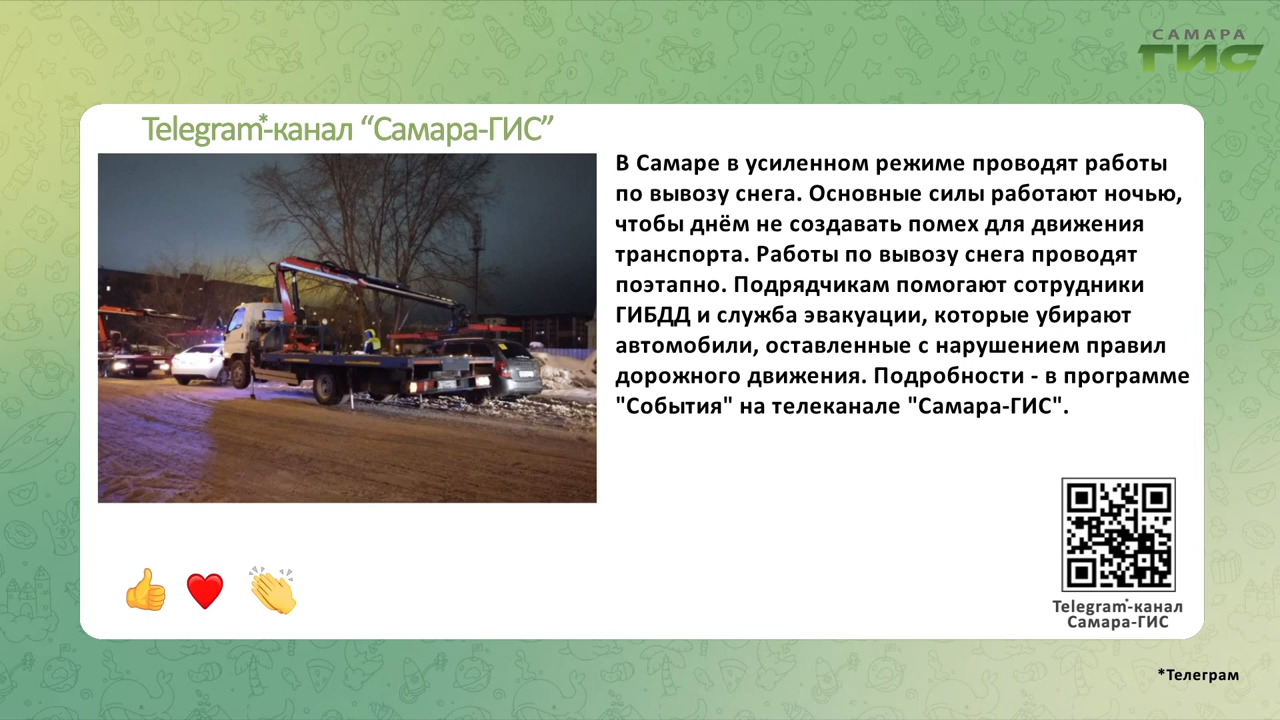 САМАРА
ГИС
Telegram*-канал “Самара-ГИС”
В Самаре в усиленном режиме проводят работы
по вывозу снега. Основные силы работают ночью,
чтобы днём не создавать помех для движения
транспорта. Работы по вывозу снега проводят
поэтапно. Подрядчикам помогают сотрудники
ГИБДД и служба эвакуации, которые убирают
автомобили, оставленные с нарушением правил
дорожного движения. Подробности - в программе
"События" на телеканале "Самара-ГИС".
Telegram*-канал
Самара-ГИС
*Телеграм